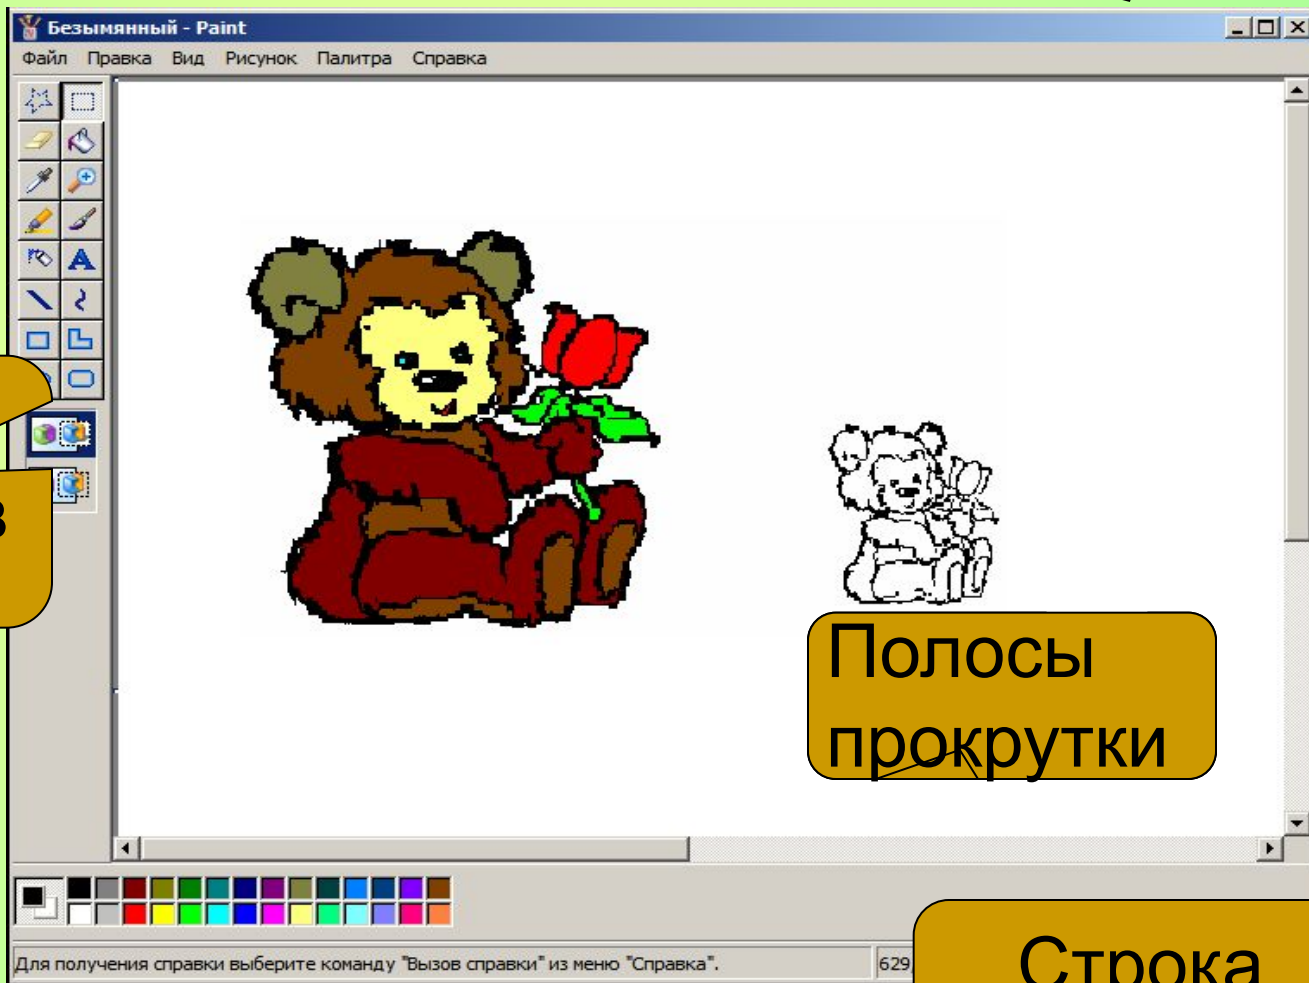 Безымянный - Paint
Файл Правка Вид Рисунок Палитра Справка
A
в
Полосы
прокрутки
Для получения справки выберите команду "Вызов справки" из меню "Справка".
629,
Строка